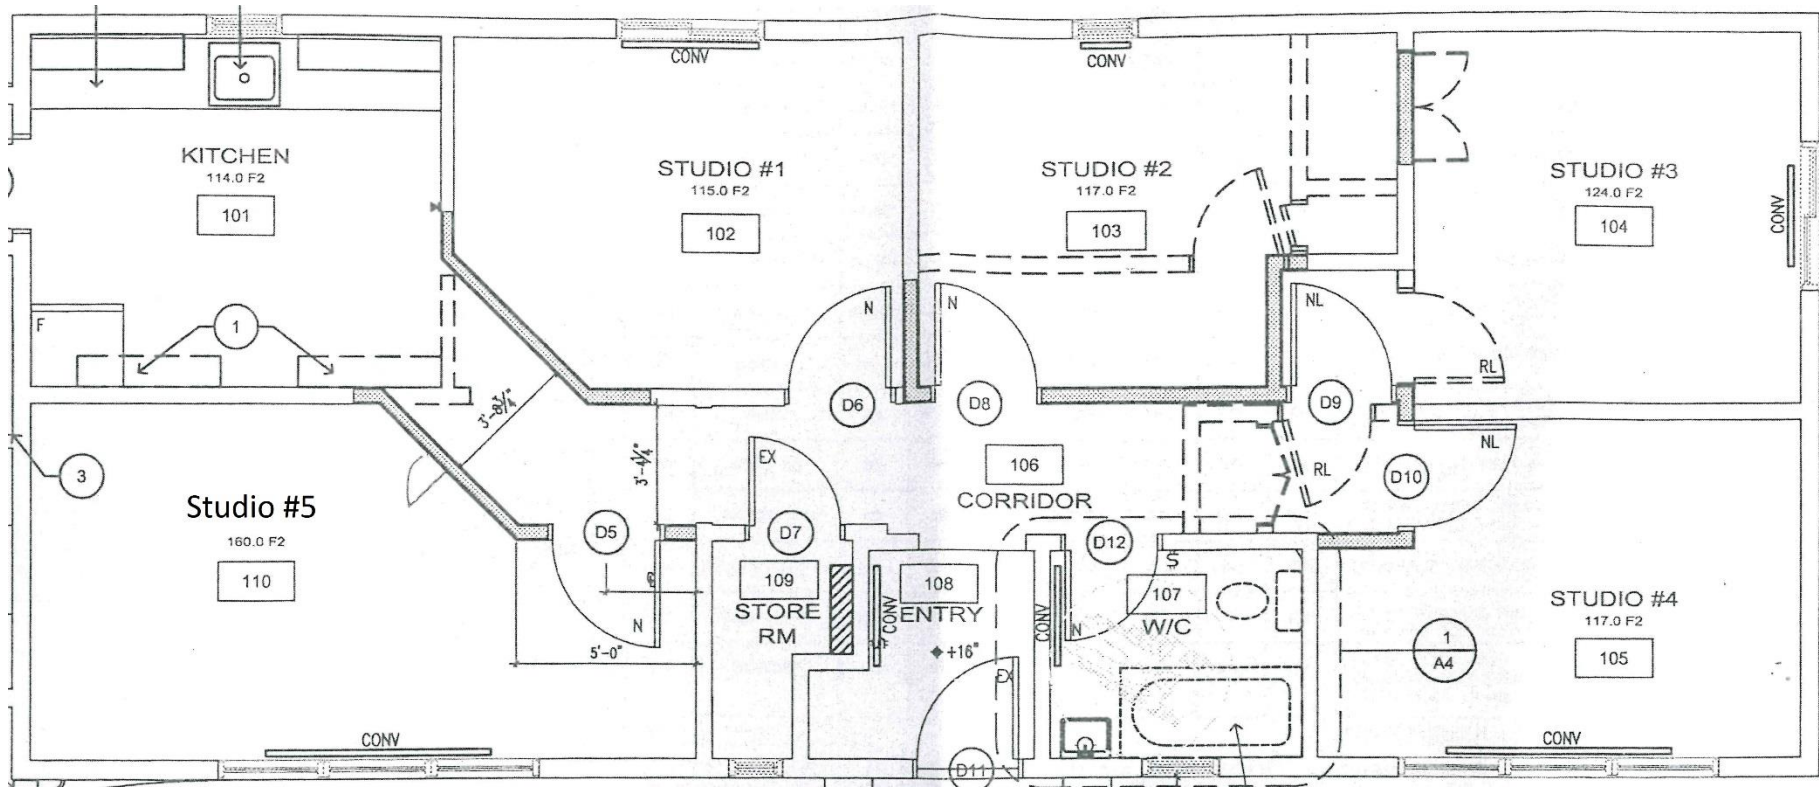 CONV
CONV
KITCHEN
114.0 F2
101
STUDIO #1
115.0 F2
102
STUDIO #2
117.0 F2
103
STUDIO #3
124.0 F2
104
CONV
F
1
N
N
NL
RL
3'-8¾"
D6
D8
D9
3'-4¼"
EX
106
CORRIDOR
RL
NL
D10
3
Studio #5
160.0 F2
110
D5
D7
D12
109
STORE
RM
108
ENTRY
CONV
+16"
CONV
S
107
W/C
N
N
5'-0"
EX
STUDIO #4
117.0 F2
105
1
A4
CONV
CONV
D11